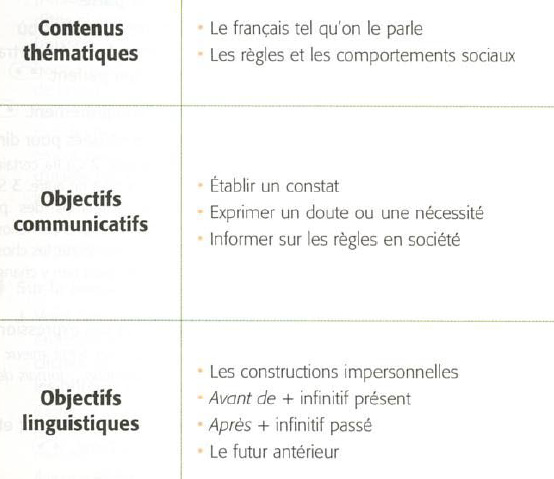 Contenus
thématiques
• Le français tel qu'on le parle
• Les règles et les comportements sociaux
Objectifs
communicatifs
• Établir un constat
• Exprimer un doute ou une nécessité
• Informer sur les règles en société
Objectifs
linguistiques
• Les constructions impersonnelles
• Avant de + infinitif présent
• Après + infinitif passé
• Le futur antérieur